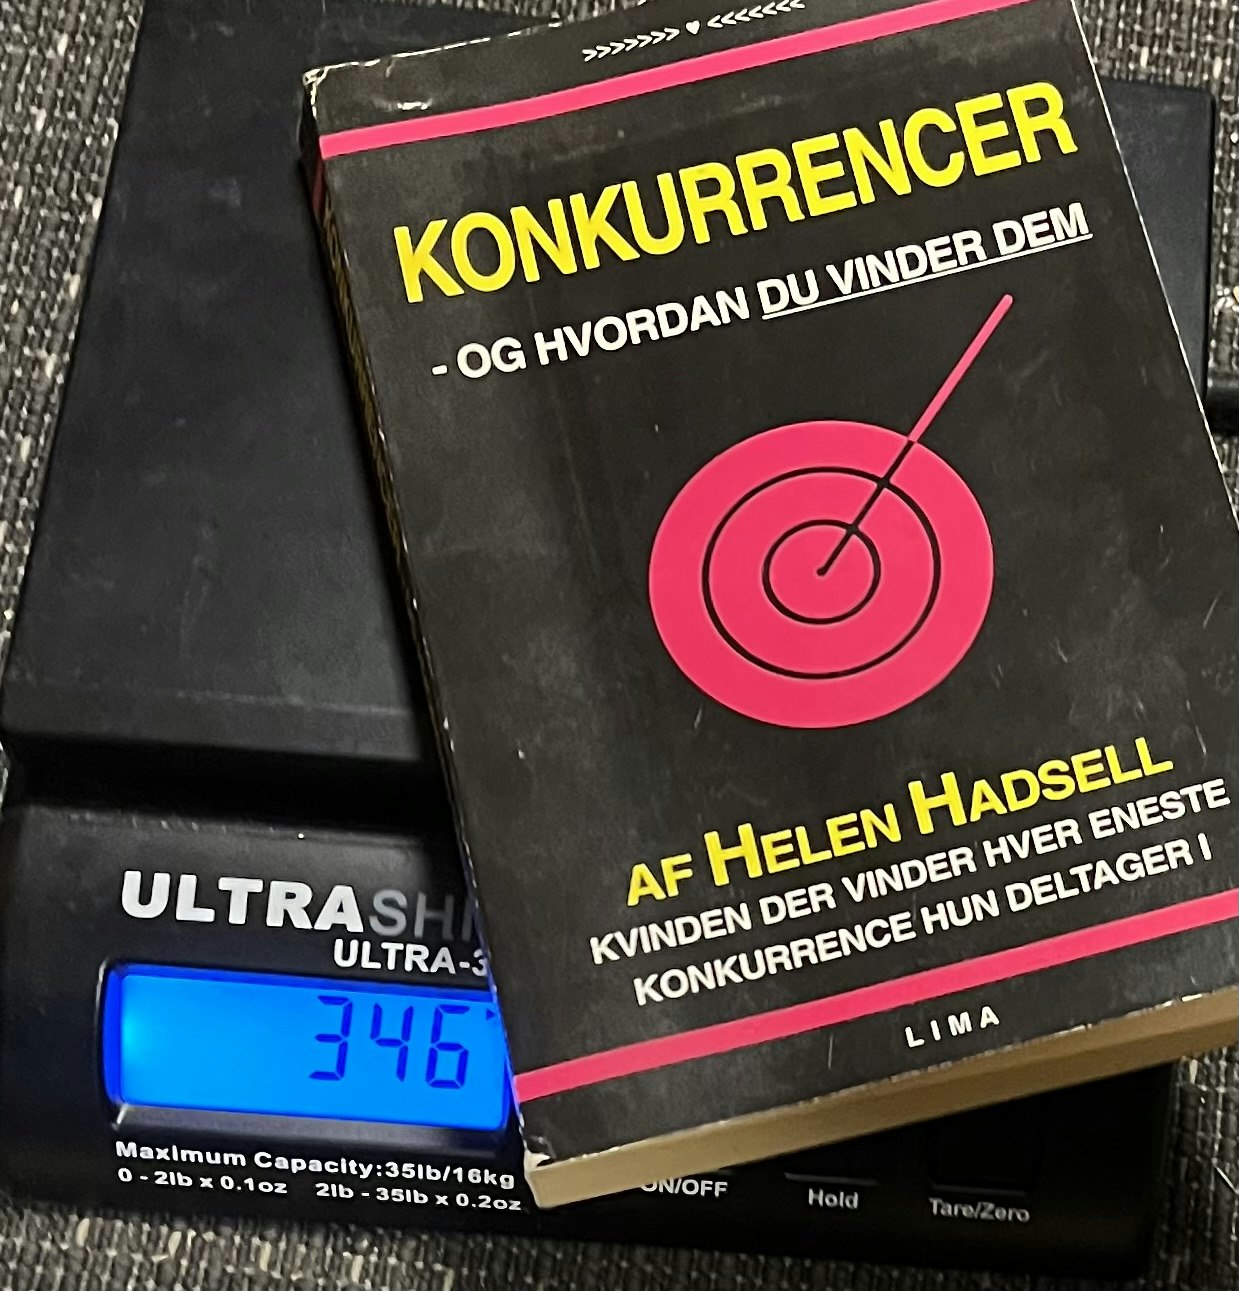 >>>>>>> ♥ <<<<<<<
KONKURRENCER
- OG HVORDAN DU VINDER DEM
AF HELEN HADSELL
KVINDEN DER VINDER HVER ENESTE
KONKURRENCE HUN DELTAGER I
LIMA
ULTRASHI
ULTRA-3
346
Maximum Capacity:35lb/16kg
0 - 2lb x 0.1oz 2lb - 35lb x 0.2oz
ON/OFF
Hold
Tare/Zero